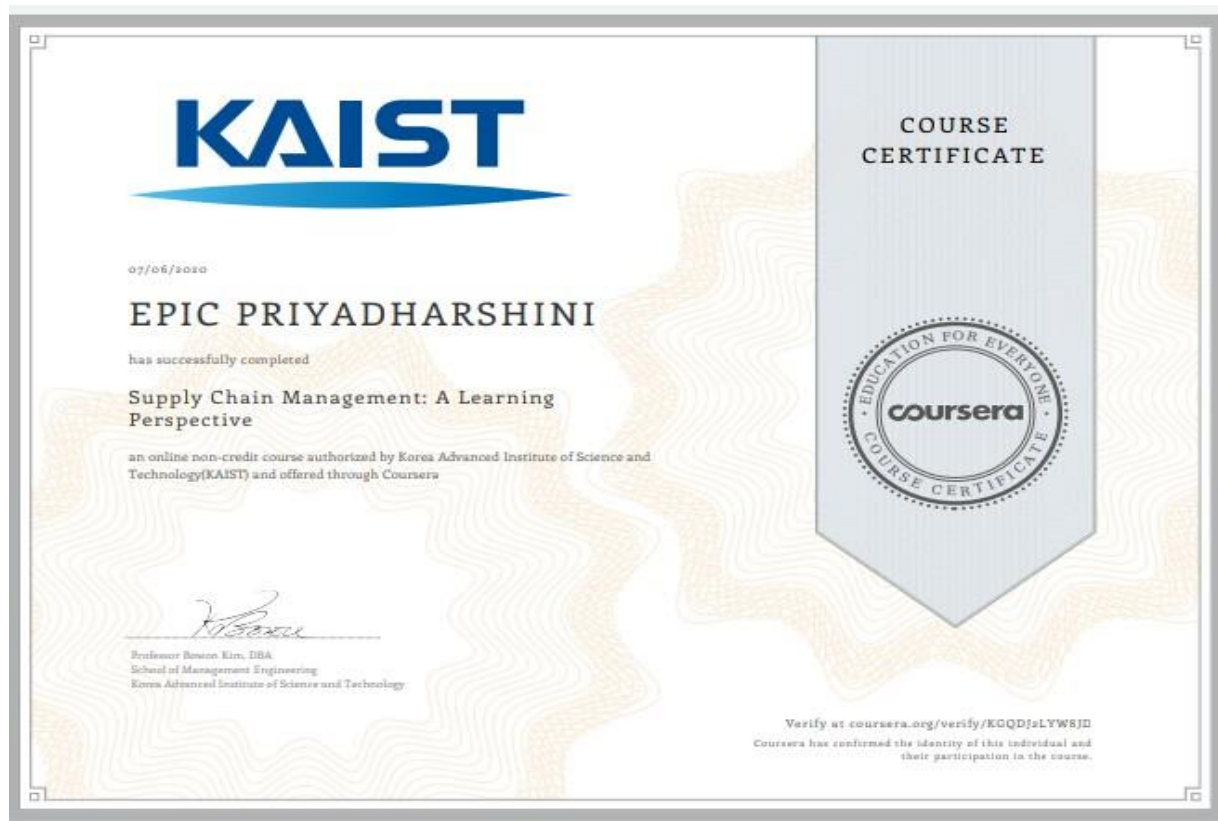 KAIST
COURSE
CERTIFICATE
07/06/2020
EPIC PRIYADHARSHINI
has successfully completed
Supply Chain Management: A Learning
Perspective
an online non-credit course authorized by Korea Advanced Institute of Science and
Technology(KAIST) and offered through Coursera
EDUCATION FOR EVERYONE
coursera
COURSE CERTIFICATE
Professor Bowon Kim, DBA
School of Management Engineering
Korea Advanced Institute of Science and Technology
Verify at coursera.org/verify/KGQDJ2LYW8JD
Coursera has confirmed the identity of this individual and
their participation in the course.